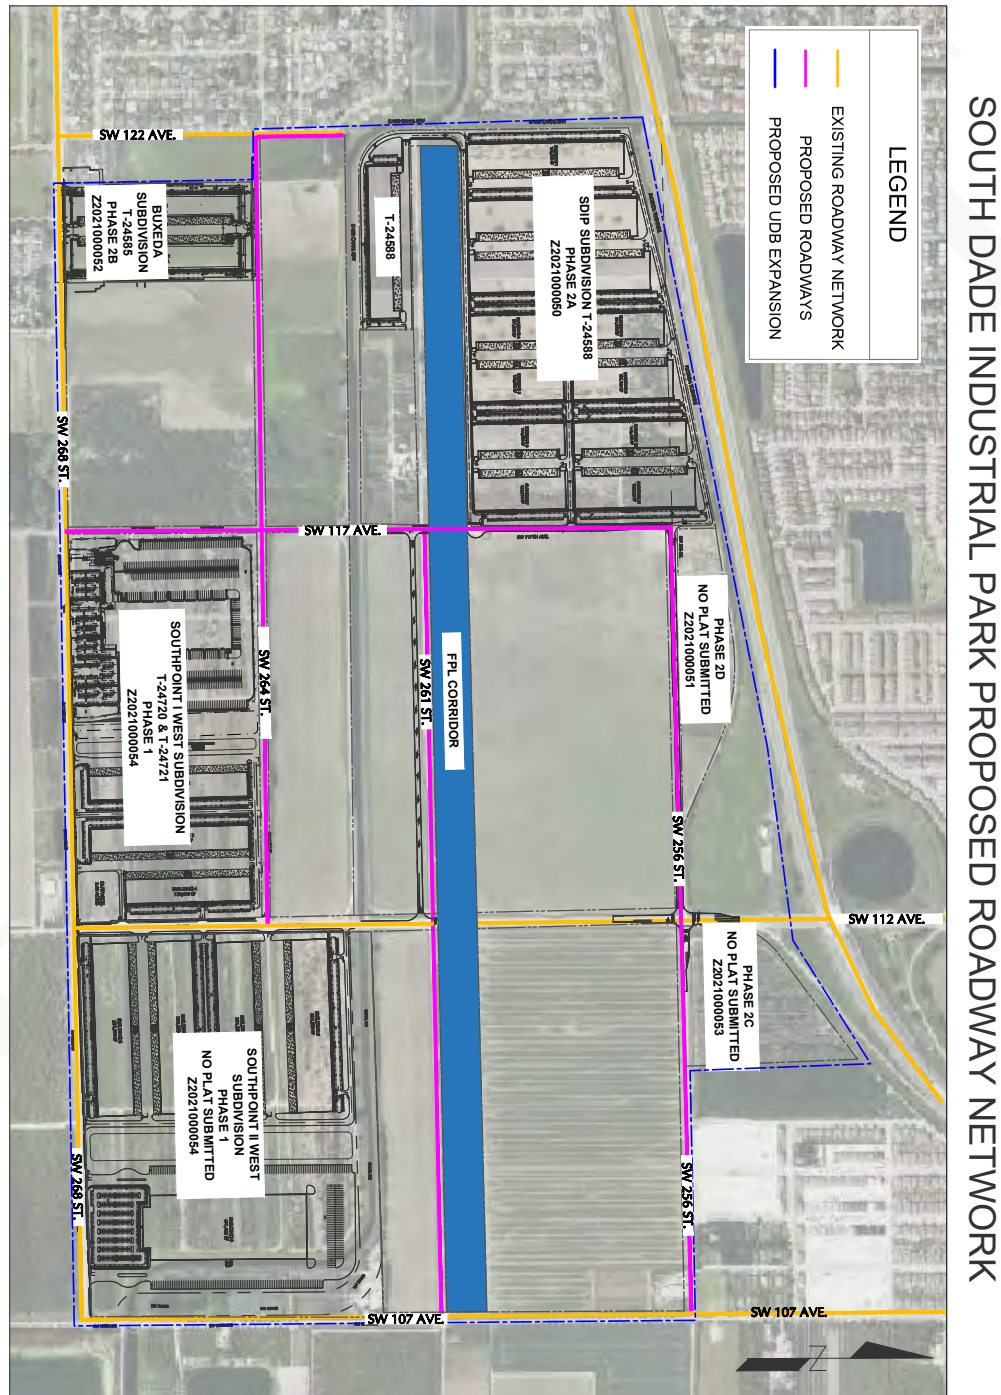 SOUTH DADE INDUSTRIAL PARK PROPOSED ROADWAY NETWORK
LEGEND
EXISTING ROADWAY NETWORK
PROPOSED ROADWAYS
PROPOSED UDB EXPANSION
SW 122 AVE.
BUXEDA
SUBDIVISION
T-24585
PHASE 2B
Z2021000052
T-24588
SDIP SUBDIVISION T-24588
PHASE 2A
Z2021000050
SW 268 ST.
SW 117 AVE.
SW 117TH AVE.
PHASE 2D
NO PLAT SUBMITTED
Z2021000051
SOUTHPOINT I WEST SUBDIVISION
T-24720 & T-24721
PHASE 1
Z2021000054
SW 264 ST.
SW 261 ST.
FPL CORRIDOR
SW 256 ST.
SW 112 AVE.
PHASE 2C
NO PLAT SUBMITTED
Z2021000053
SOUTHPOINT II WEST
SUBDIVISION
PHASE 1
NO PLAT SUBMITTED
Z2021000054
SW 268 ST.
SW 256 ST.
SW 107 AVE.
SW 107 AVE.
N